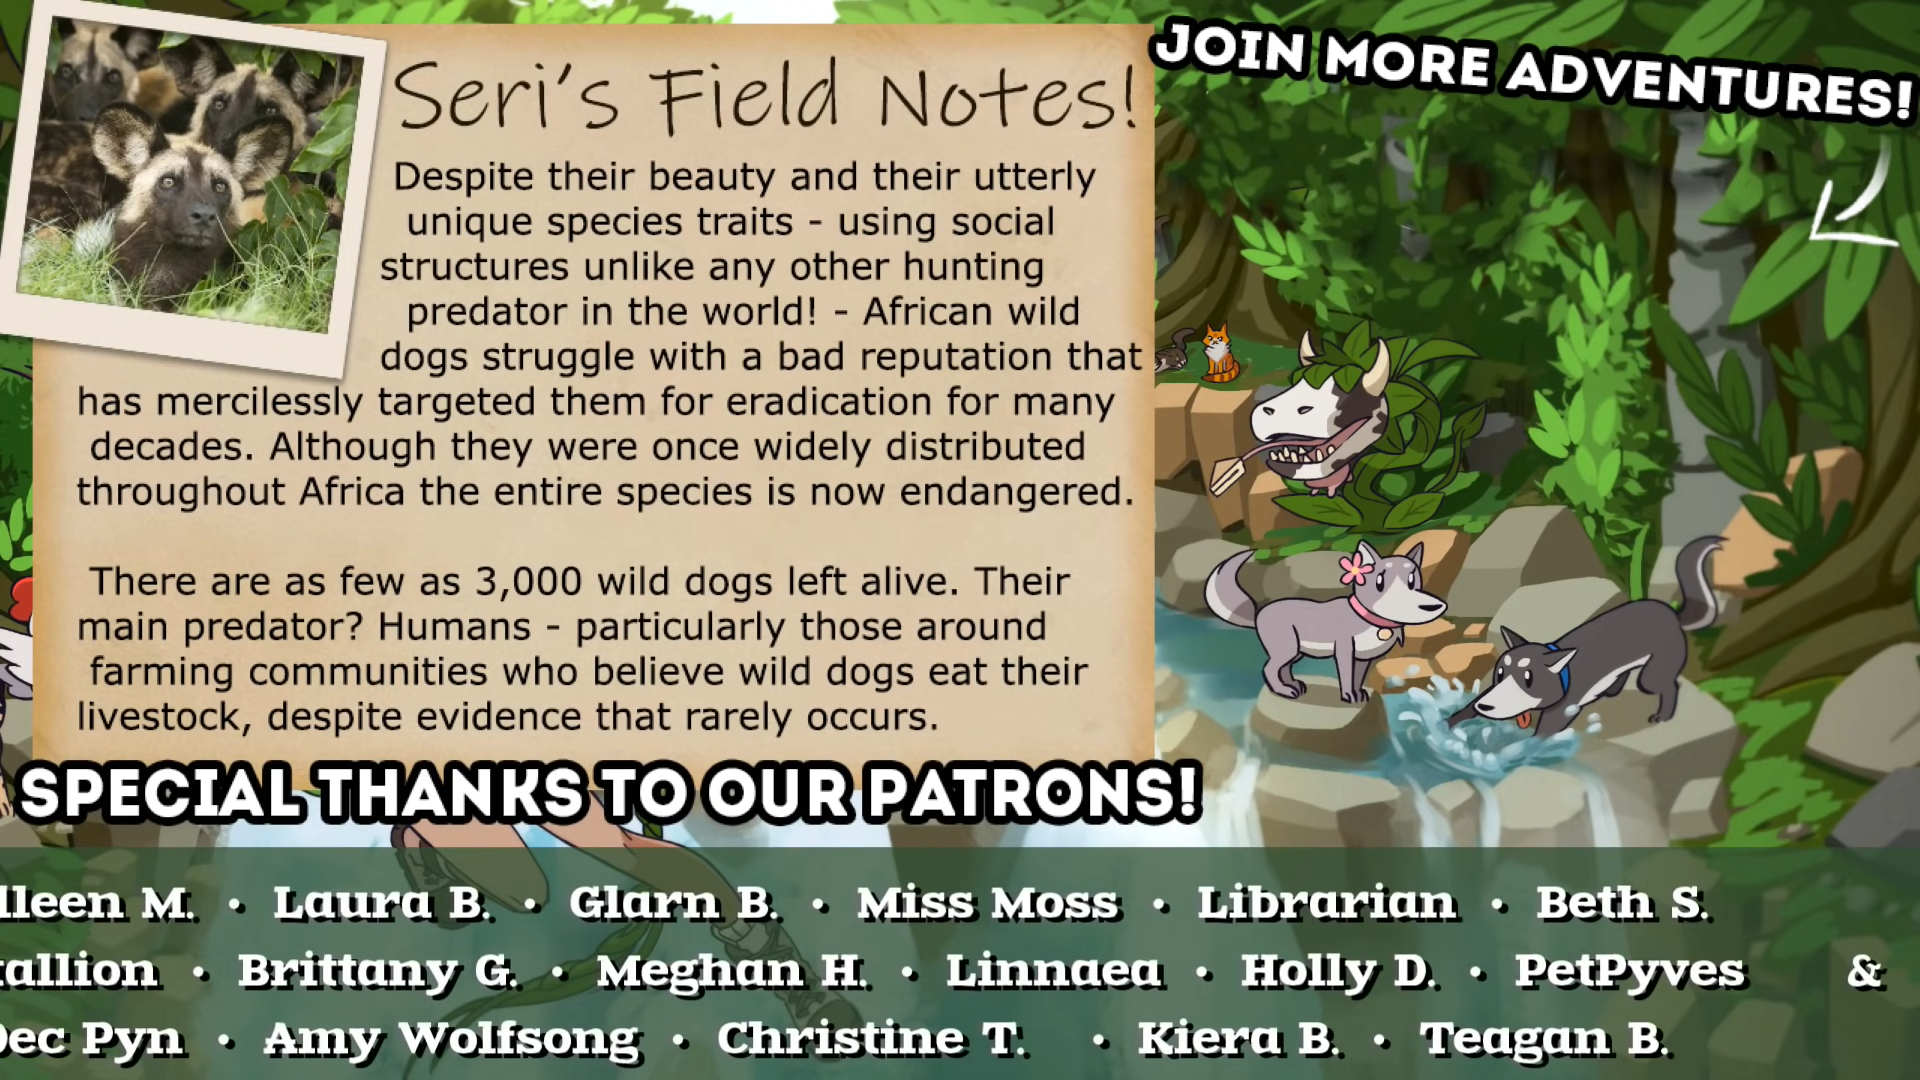 Seri's Field Notes!
JOIN MORE ADVENTURES!
Despite their beauty and their utterly
unique species traits - using social
structures unlike any other hunting
predator in the world! - African wild
dogs struggle with a bad reputation that
has mercilessly targeted them for eradication for many
decades. Although they were once widely distributed
throughout Africa the entire species is now endangered.
There are as few as 3,000 wild dogs left alive. Their
main predator? Humans - particularly those around
farming communities who believe wild dogs eat their
livestock, despite evidence that rarely occurs.
SPECIAL THANKS TO OUR PATRONS!
M. • Laura B. • Glarn B. • Miss Moss • Librarian • Beth S.
• Brittany G. • Meghan H. • Linnaea • Holly D. • PetPyves &
Pyn • Amy Wolfsong • Christine T. • Kiera B. • Teagan B.